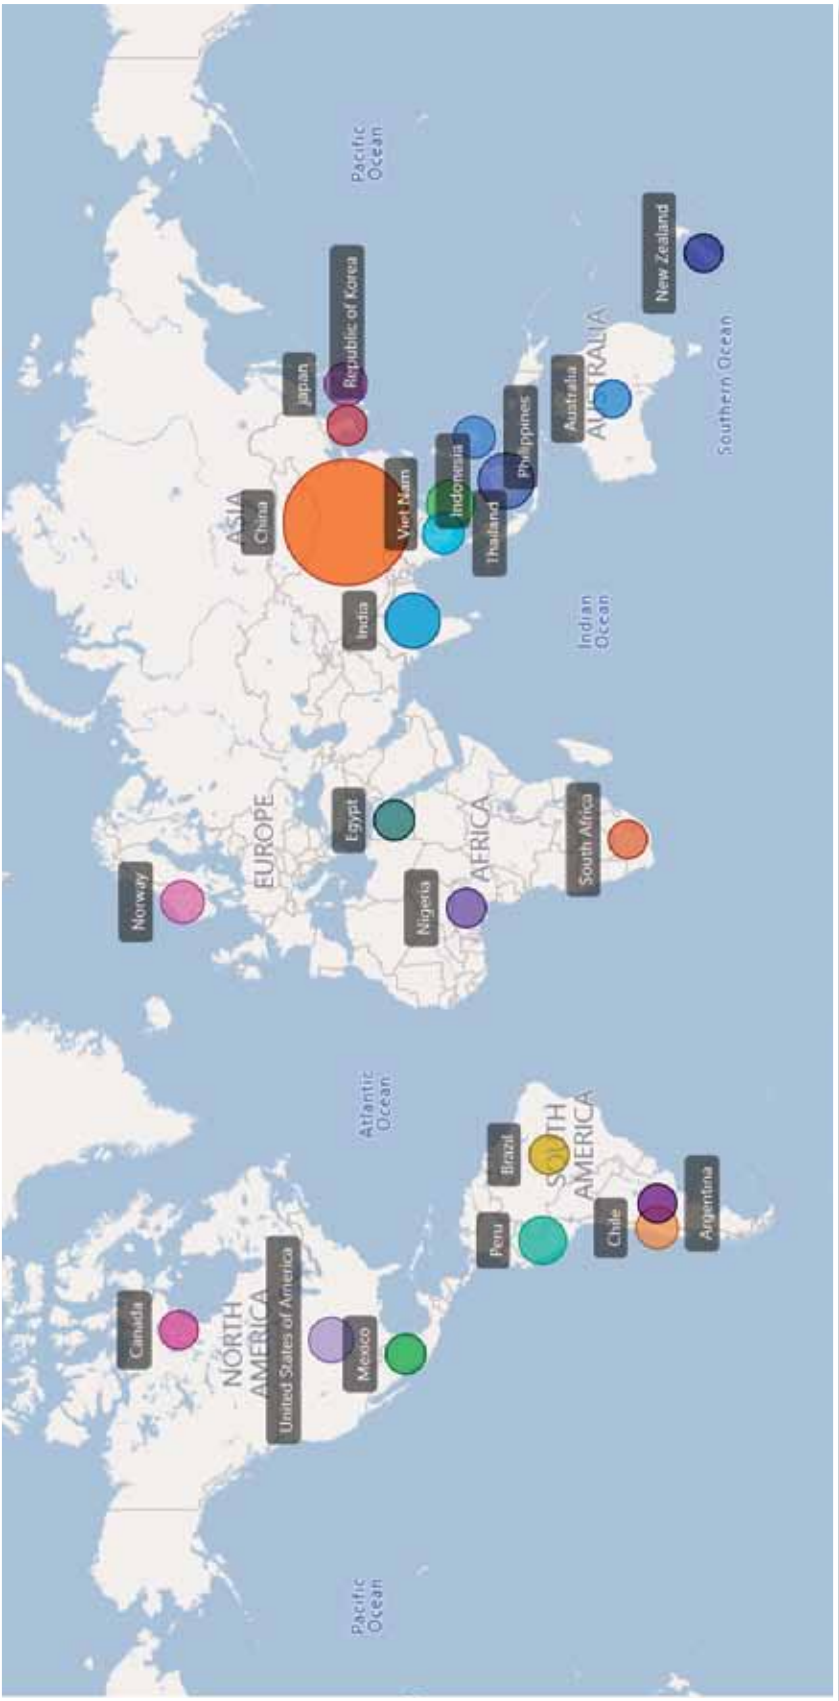 Canada
NORTH
AMERICA
United States of America
Mexico
Pacific
Ocean
Peru
Brazil
SOUTH
AMERICA
Chile
Argentina
Atlantic
Ocean
Norway
EUROPE
Egypt
Nigeria
AFRICA
South Africa
ASIA
China
India
Japan
Republic of Korea
Viet Nam
Indonesia
Thailand
Philippines
Indian
Ocean
Australia
AUSTRALIA
New Zealand
Southern Ocean
Pacific
Ocean